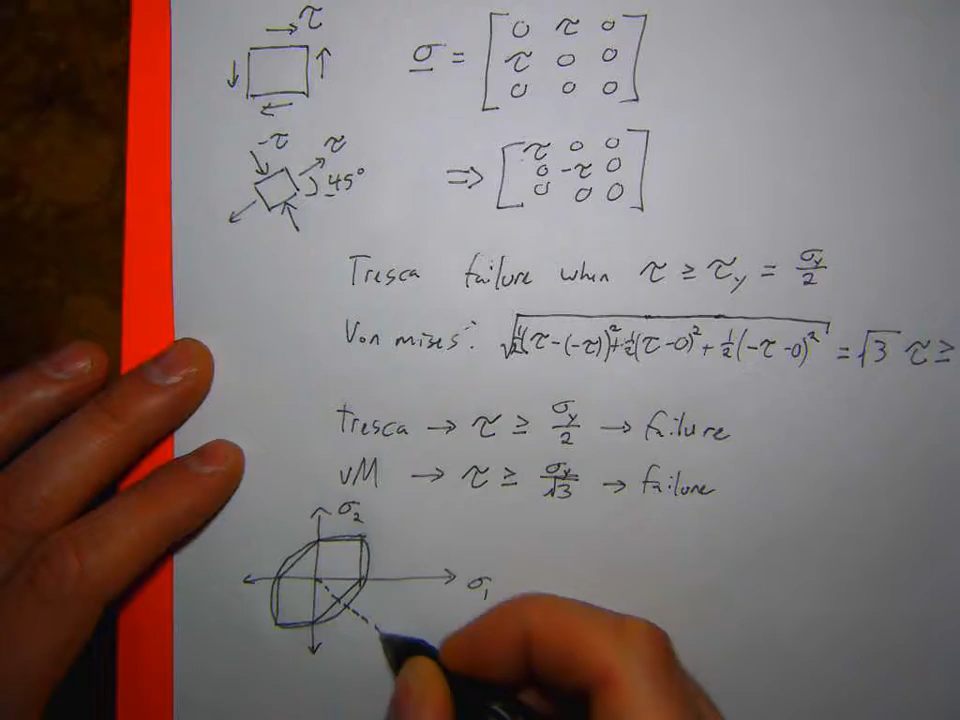 τ
σ = [0 τ 0
τ 0 0
0 0 0]
-τ τ
45°
⇒ [τ 0 0
0 -τ 0
0 0 0]
Tresca failure when τ ≥ τy = σy/2
Von mises: √(½(τ-(-τ))² + ½(τ-0)² + ½(-τ-0)²) = √3 τ ≥
Tresca → τ ≥ σy/2 → failure
vM → τ ≥ σy/√3 → failure
σ2
σ1